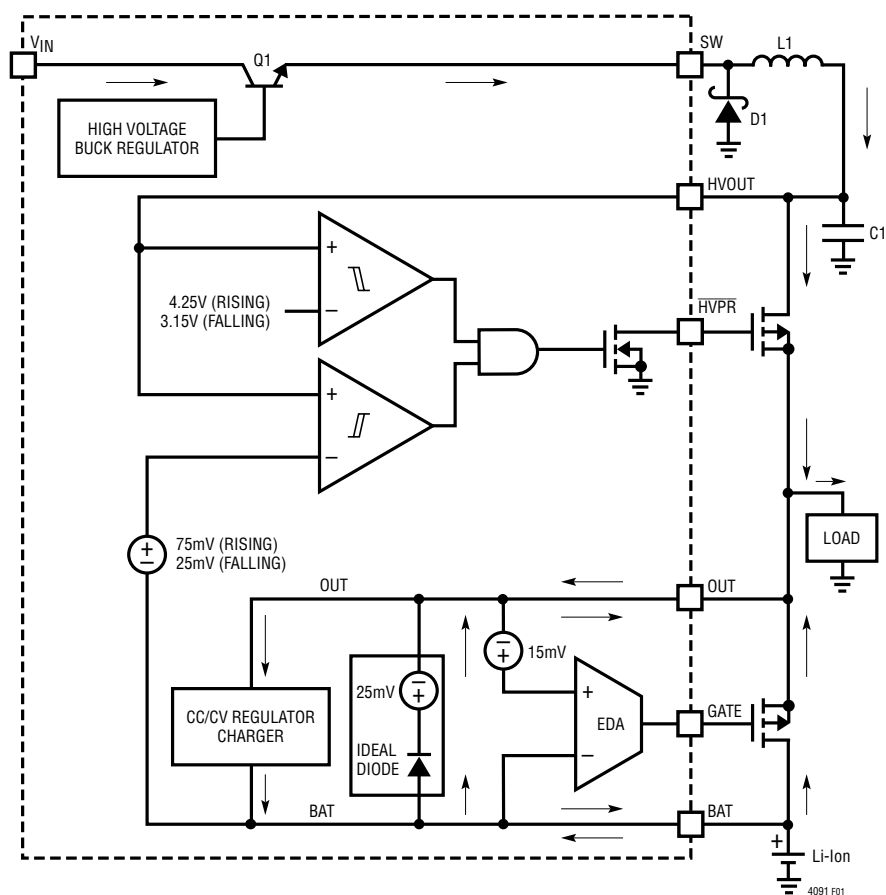 VIN
Q1
SW
L1
HIGH VOLTAGE
BUCK REGULATOR
D1
HVOUT
C1
+
4.25V (RISING)
3.15V (FALLING)
−
HVPR
+
−
75mV (RISING)
25mV (FALLING)
+
−
LOAD
OUT
OUT
−
+
15mV
25mV
−
+
+
EDA
−
GATE
CC/CV REGULATOR
CHARGER
IDEAL
DIODE
BAT
BAT
+
Li-Ion
4091 F01